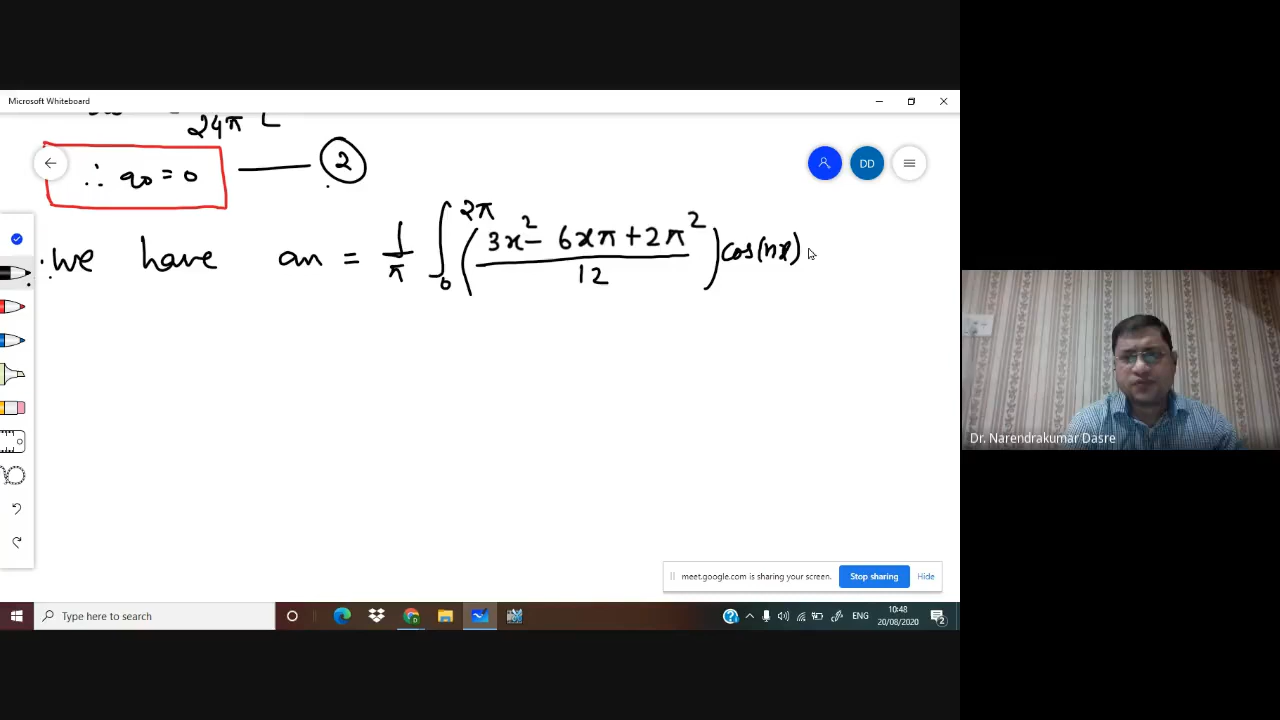 Microsoft Whiteboard
24π [
∴ a₀ = 0 —— ②
DD
∴ we have an = 1/π ∫₀^2π ((3x² - 6xπ + 2π²)/12) cos(nx)
Dr. Narendrakumar Dasre
meet.google.com is sharing your screen. Stop sharing Hide
Type here to search
ENG 10:48
20/08/2020 2